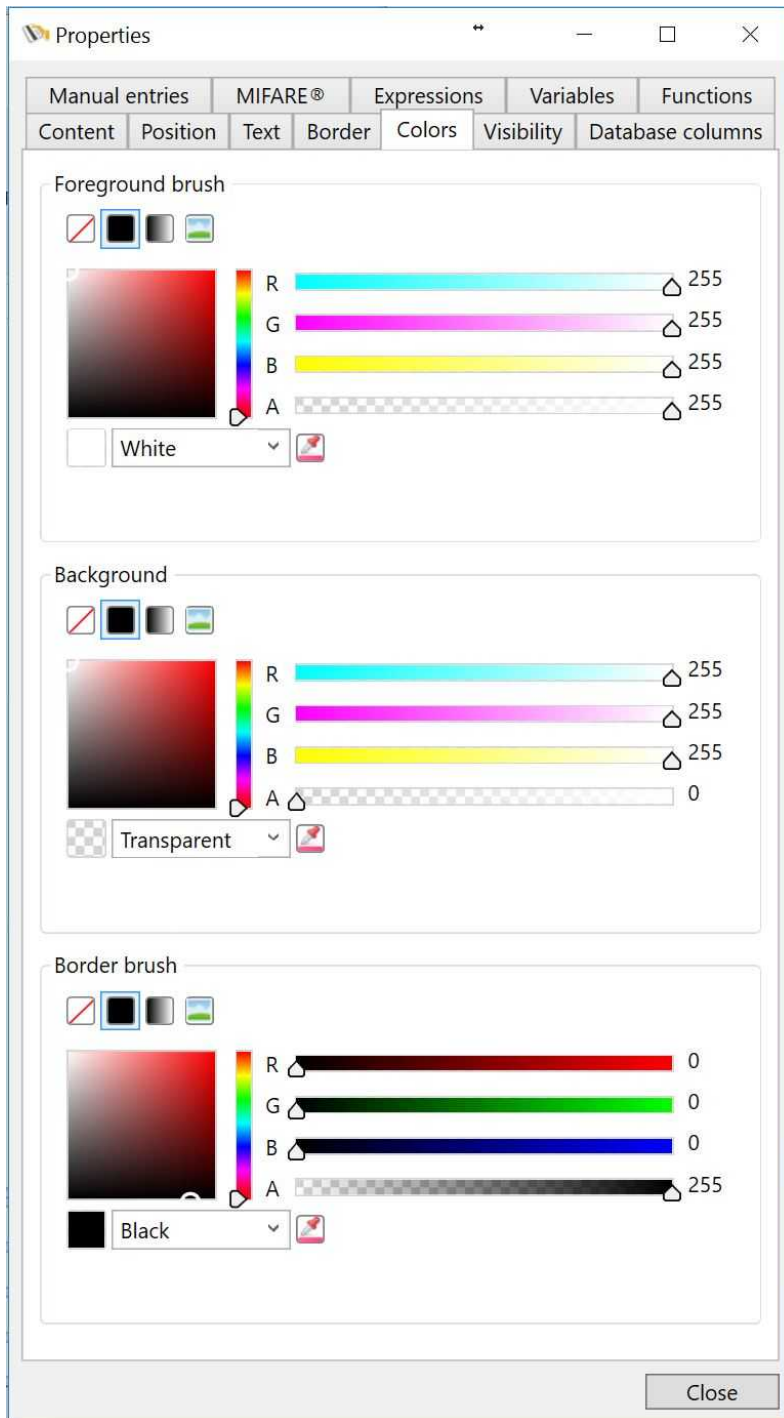 Properties
Manual entries MIFARE® Expressions Variables Functions
Content Position Text Border Colors Visibility Database columns
Foreground brush
R 255
G 255
B 255
A 255
White
Background
R 255
G 255
B 255
A 0
Transparent
Border brush
R 0
G 0
B 0
A 255
Black
Close